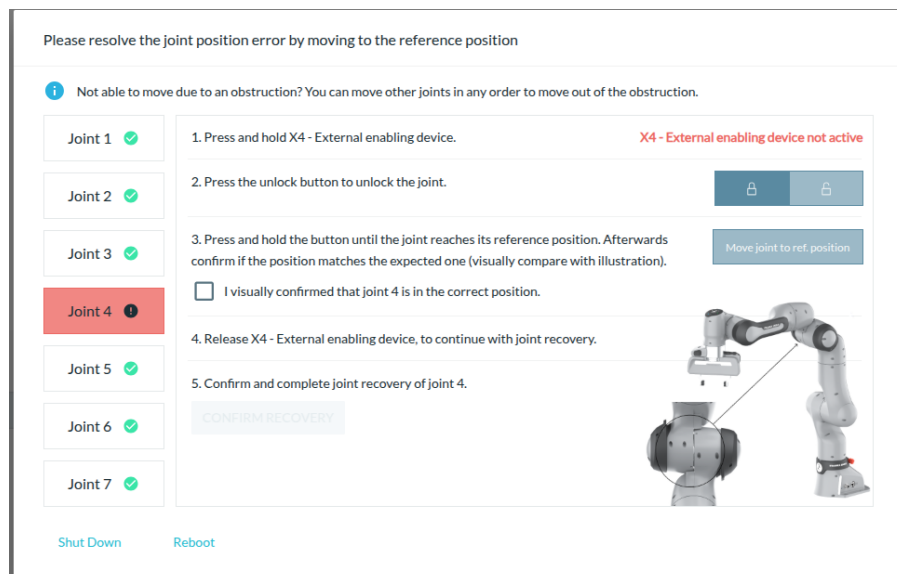 Please resolve the joint position error by moving to the reference position
Not able to move due to an obstruction? You can move other joints in any order to move out of the obstruction.
Joint 1
Joint 2
Joint 3
Joint 4
Joint 5
Joint 6
Joint 7
1. Press and hold X4 - External enabling device.
X4 - External enabling device not active
2. Press the unlock button to unlock the joint.
3. Press and hold the button until the joint reaches its reference position. Afterwards
confirm if the position matches the expected one (visually compare with illustration).
Move joint to ref. position
I visually confirmed that joint 4 is in the correct position.
4. Release X4 - External enabling device, to continue with joint recovery.
5. Confirm and complete joint recovery of joint 4.
CONFIRM RECOVERY
Shut Down
Reboot